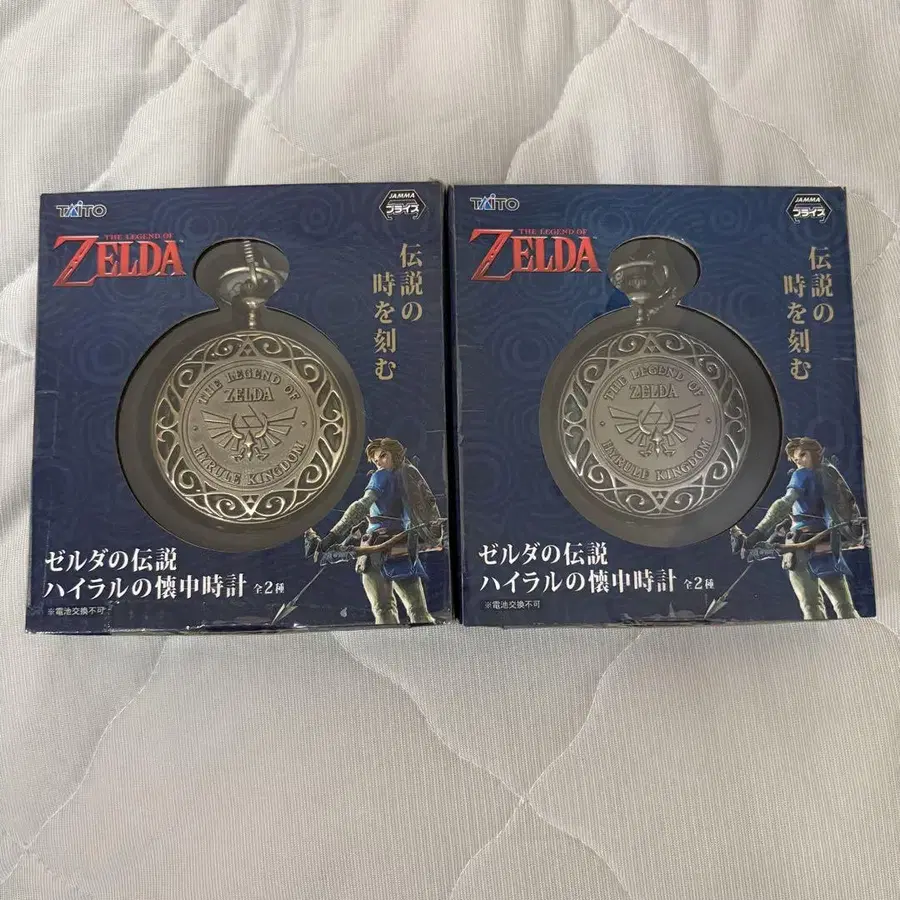 TAITO
JAMMA
プライズ
THE LEGEND OF
ZELDA
伝説の
時を刻む
THE LEGEND OF
ZELDA
HYRULE KINGDOM
ゼルダの伝説
ハイラルの懐中時計 全2種
※電池交換不可
TAITO
JAMMA
プライズ
THE LEGEND OF
ZELDA
伝説の
時を刻む
THE LEGEND OF
ZELDA
HYRULE KINGDOM
ゼルダの伝説
ハイラルの懐中時計 全2種
※電池交換不可